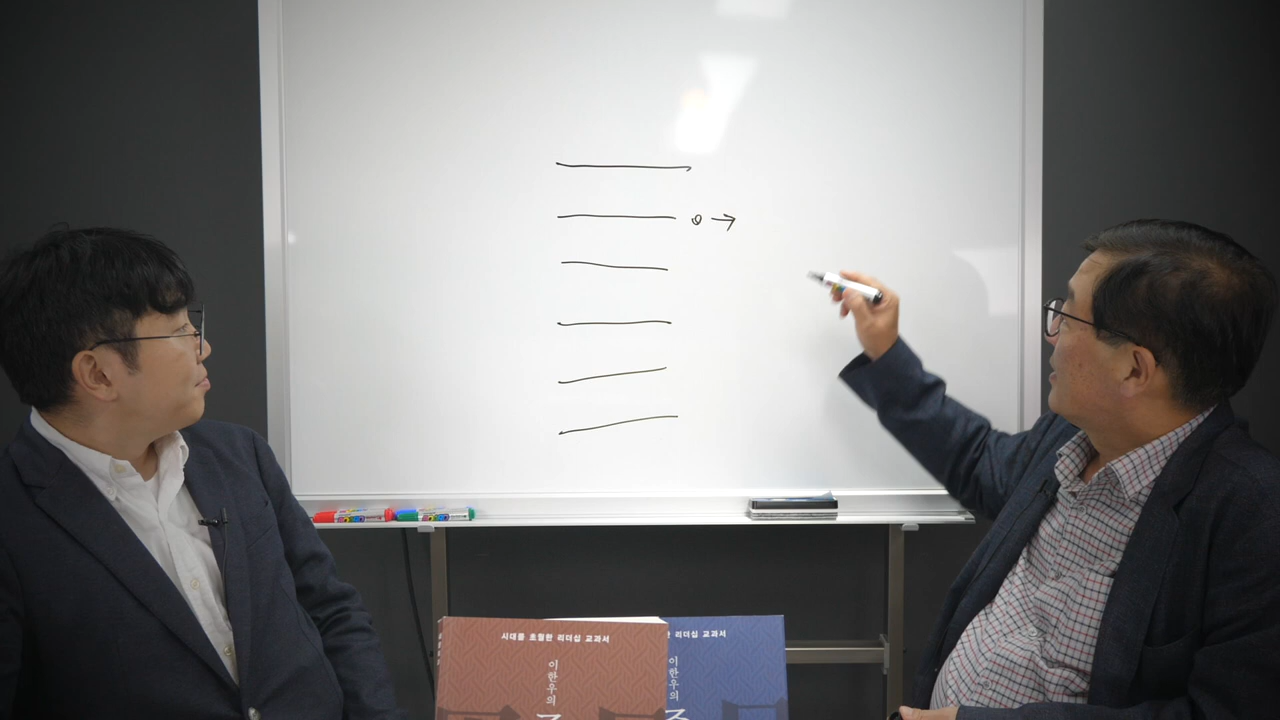 o →
시대를 초월한 리더십 교과서
이한우의
리더십 교과서
이한우의